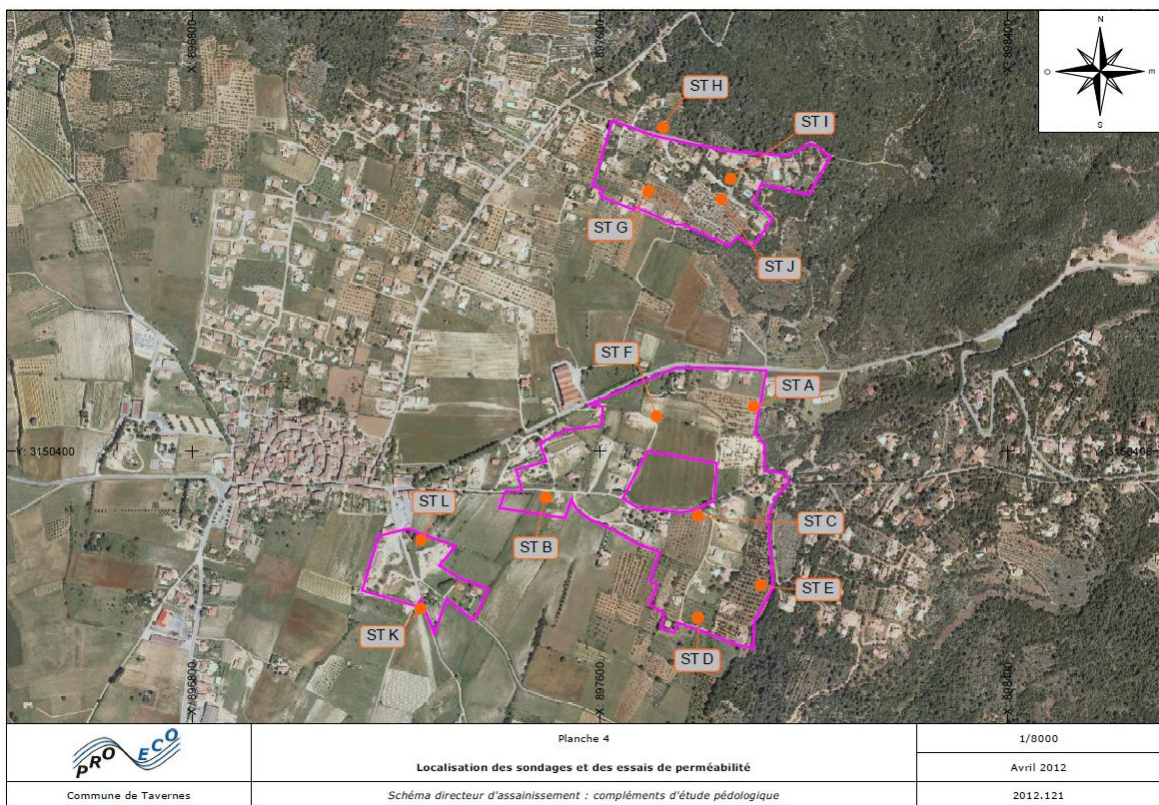 X: 896800
X: 897600
X: 898400
N
O
E
S
ST H
ST I
ST G
ST J
ST F
ST A
Y: 3150400
3150400
ST L
ST C
ST B
ST E
ST K
ST D
X: 896800
X: 897600
X: 898400
PRO ECO
Planche 4
1/8000
Localisation des sondages et des essais de perméabilité
Avril 2012
Commune de Tavernes
Schéma directeur d'assainissement : compléments d'étude pédologique
2012.121